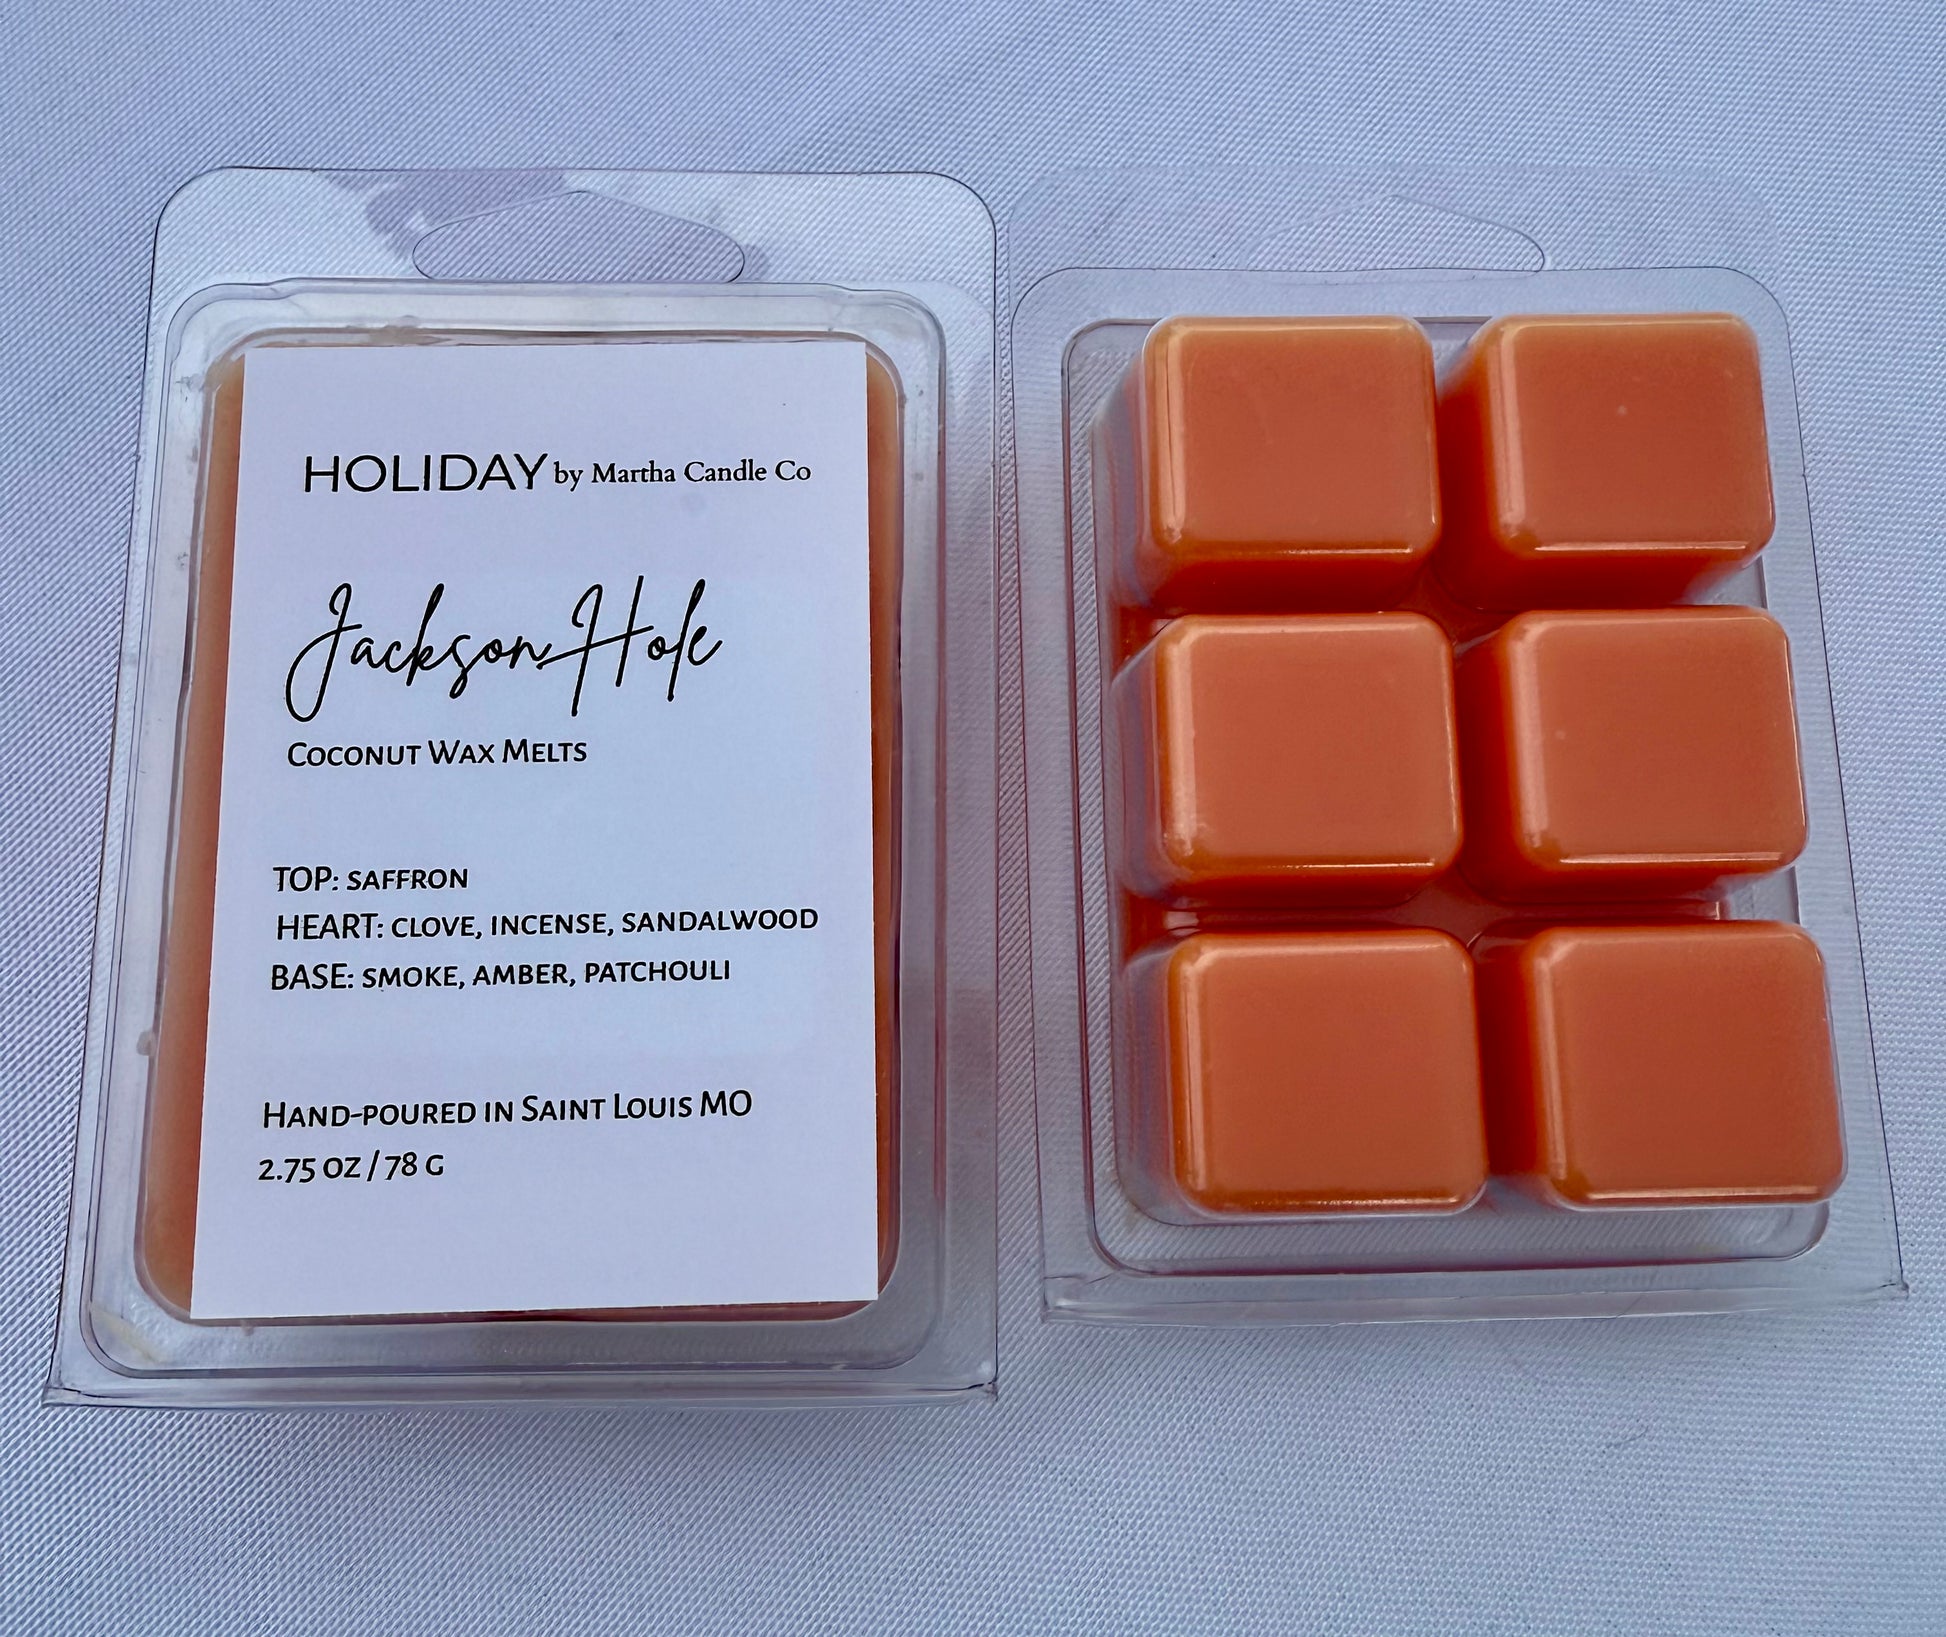 HOLIDAY by Martha Candle Co
Jackson Hole
Coconut Wax Melts
TOP: SAFFRON
HEART: CLOVE, INCENSE, SANDALWOOD
BASE: SMOKE, AMBER, PATCHOULI
Hand-poured in Saint Louis MO
2.75 OZ / 78 G